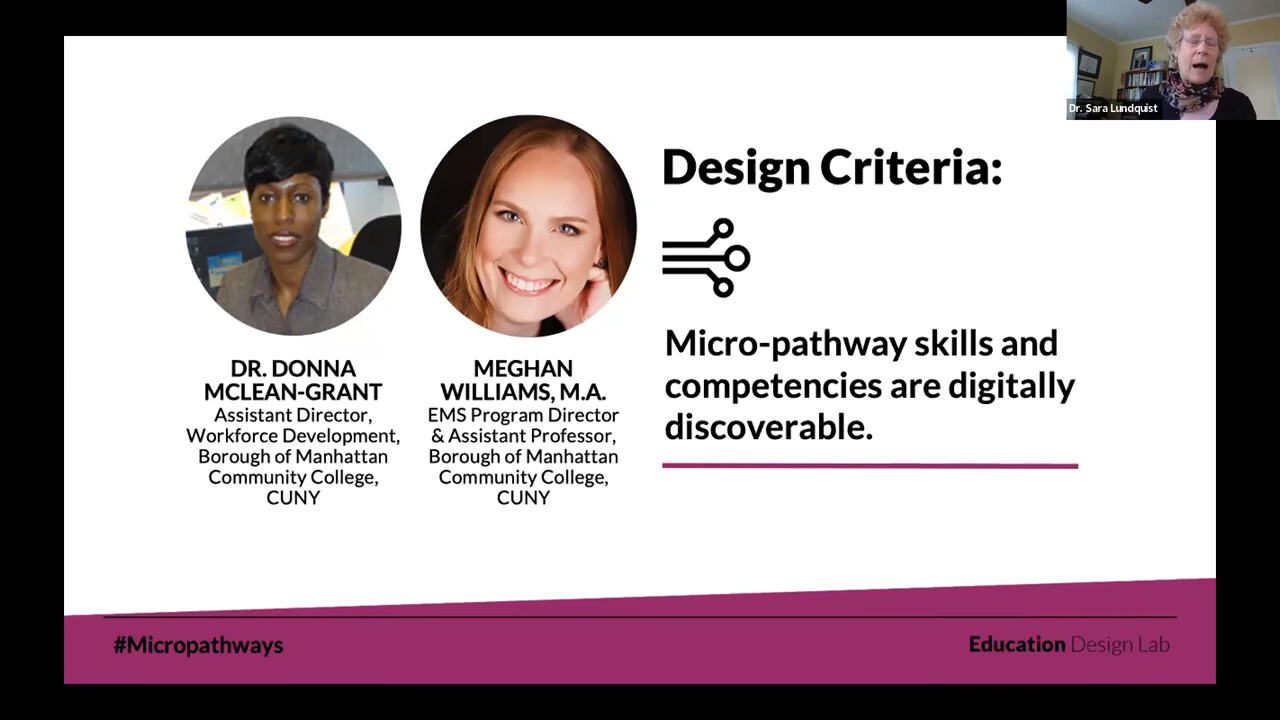 Dr. Sara Lundquist
Design Criteria:
Micro-pathway skills and
competencies are digitally
discoverable.
DR. DONNA
MCLEAN-GRANT
Assistant Director,
Workforce Development,
Borough of Manhattan
Community College,
CUNY
MEGHAN
WILLIAMS, M.A.
EMS Program Director
& Assistant Professor,
Borough of Manhattan
Community College,
CUNY
#Micropathways
Education Design Lab